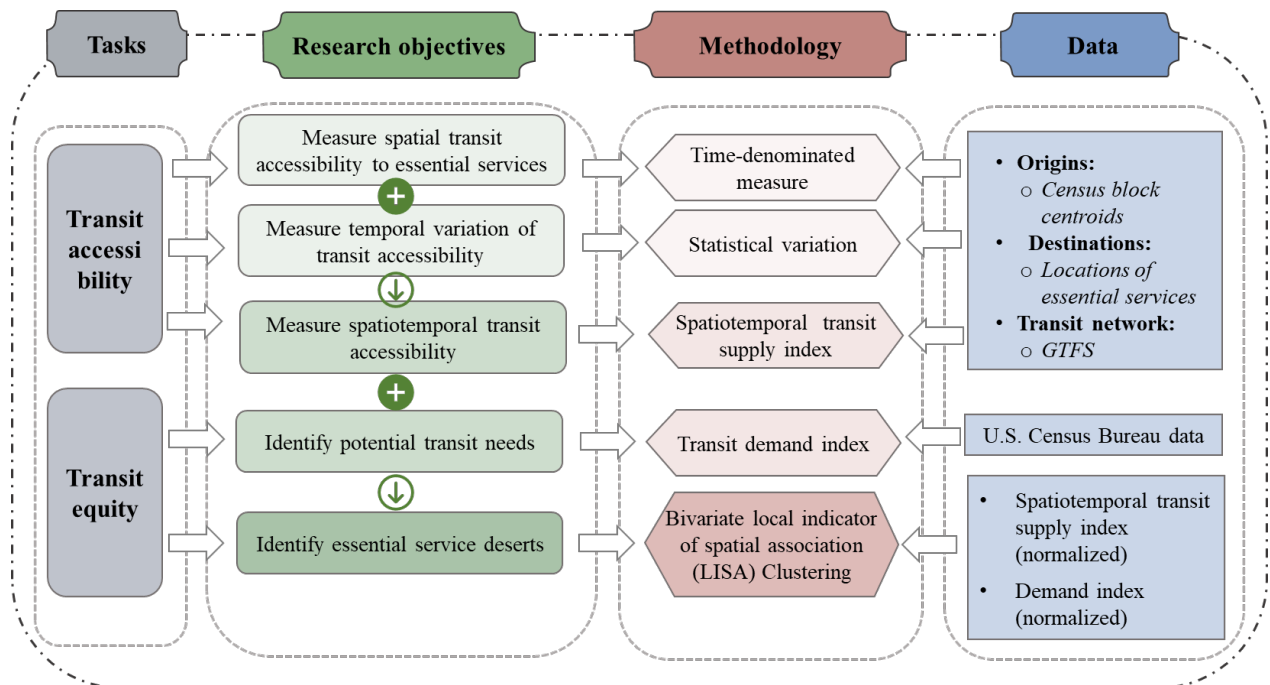 Tasks
Research objectives
Methodology
Data
Transit
accessi
bility
Transit
equity
Measure spatial transit
accessibility to essential services
Measure temporal variation of
transit accessibility
Measure spatiotemporal transit
accessibility
Identify potential transit needs
Identify essential service deserts
Time-denominated
measure
Statistical variation
Spatiotemporal transit
supply index
Transit demand index
Bivariate local indicator
of spatial association
(LISA) Clustering
• Origins:
○ Census block
centroids
• Destinations:
○ Locations of
essential services
• Transit network:
○ GTFS
U.S. Census Bureau data
• Spatiotemporal transit
supply index
(normalized)
• Demand index
(normalized)